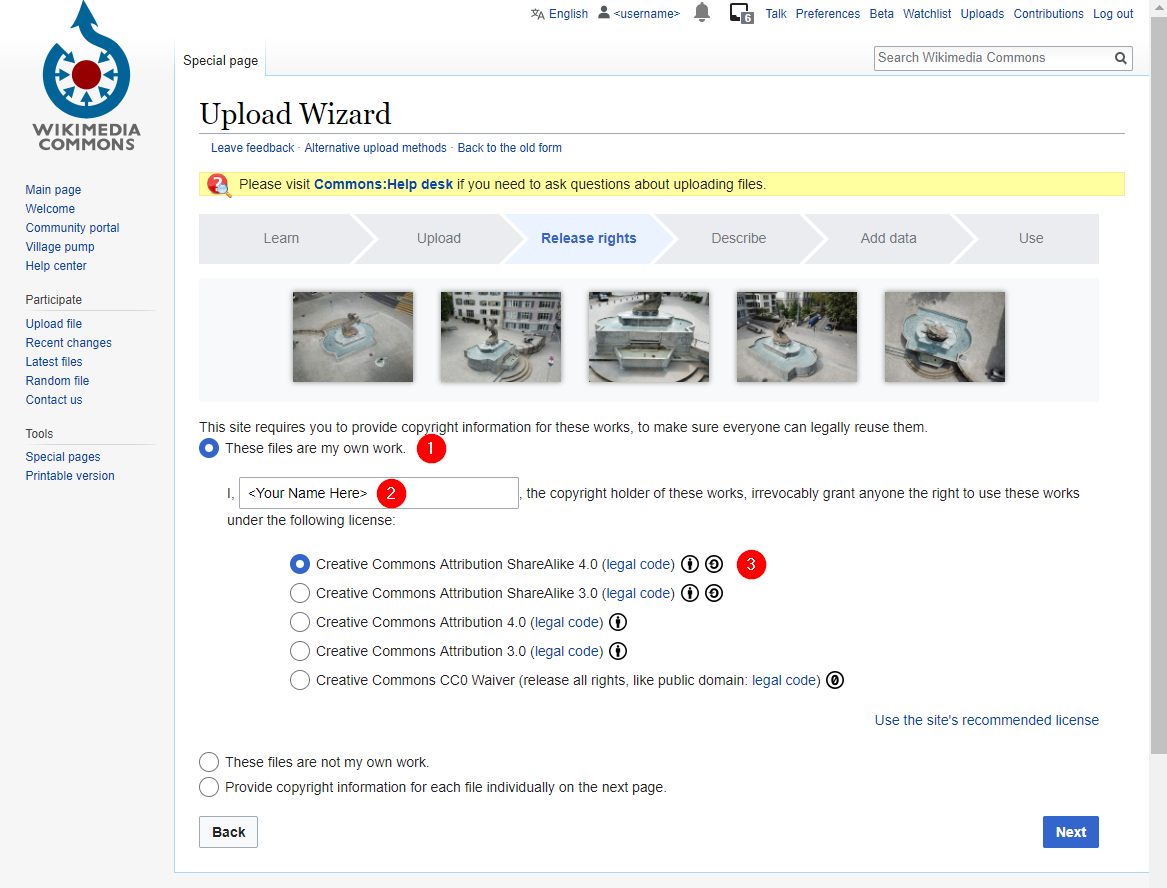 English <username> 6 Talk Preferences Beta Watchlist Uploads Contributions Log out
WIKIMEDIA
COMMONS
Special page
Search Wikimedia Commons
Upload Wizard
Leave feedback · Alternative upload methods · Back to the old form
Please visit Commons:Help desk if you need to ask questions about uploading files.
Main page
Welcome
Community portal
Village pump
Help center
Participate
Upload file
Recent changes
Latest files
Random file
Contact us
Tools
Special pages
Printable version
Learn Upload Release rights Describe Add data Use
This site requires you to provide copyright information for these works, to make sure everyone can legally reuse them.
These files are my own work. 1
I, <Your Name Here> 2 , the copyright holder of these works, irrevocably grant anyone the right to use these works
under the following license:
Creative Commons Attribution ShareAlike 4.0 (legal code) 3
Creative Commons Attribution ShareAlike 3.0 (legal code)
Creative Commons Attribution 4.0 (legal code)
Creative Commons Attribution 3.0 (legal code)
Creative Commons CC0 Waiver (release all rights, like public domain: legal code)
Use the site's recommended license
These files are not my own work.
Provide copyright information for each file individually on the next page.
Back Next